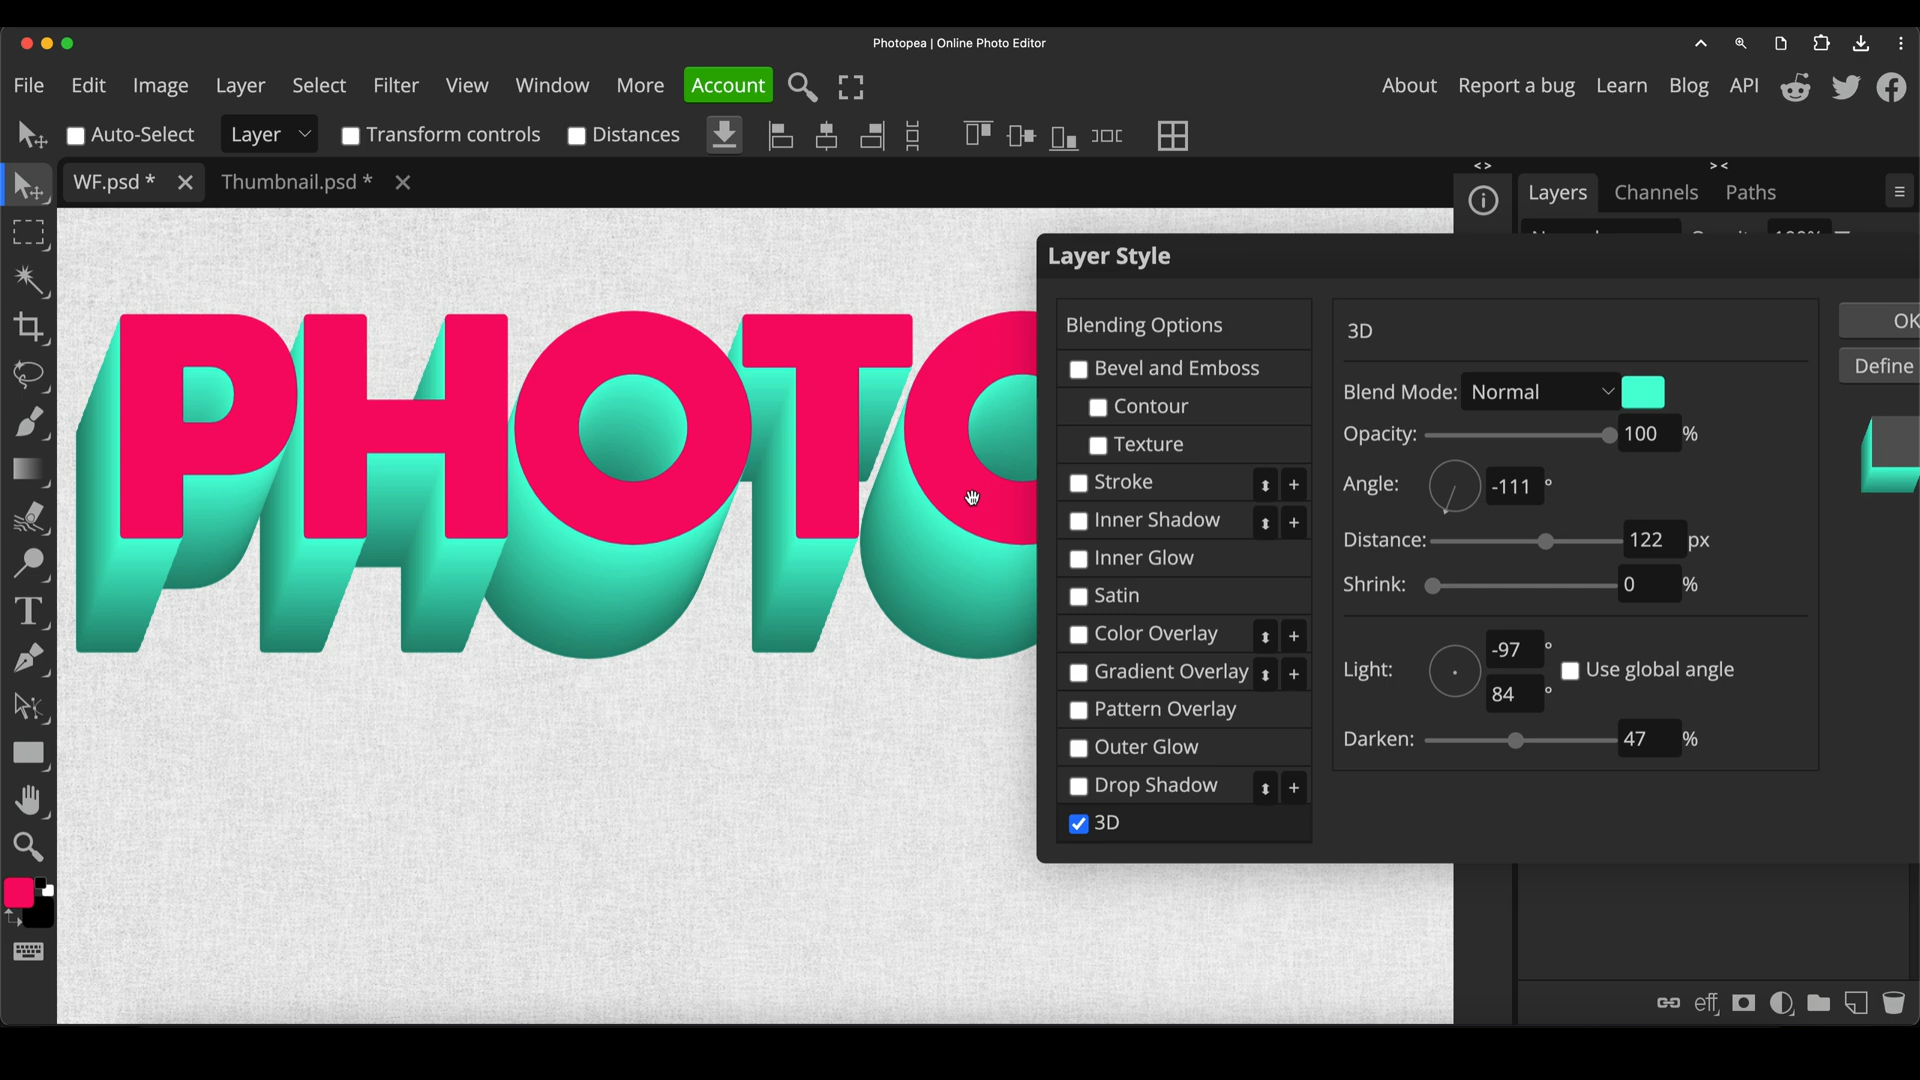 Photopea | Online Photo Editor
File Edit Image Layer Select Filter View Window More Account About Report a bug Learn Blog API
Auto-Select Layer Transform controls Distances
WF.psd * Thumbnail.psd *
Layers Channels Paths
PHOTO
Layer Style
Blending Options
Bevel and Emboss
Contour
Texture
Stroke +
Inner Shadow +
Inner Glow
Satin
Color Overlay +
Gradient Overlay +
Pattern Overlay
Outer Glow
Drop Shadow +
3D
3D
Blend Mode: Normal
Opacity: 100 %
Angle: -111 °
Distance: 122 px
Shrink: 0 %
Light: -97 °
84 °
Use global angle
Darken: 47 %
OK
Define
eff